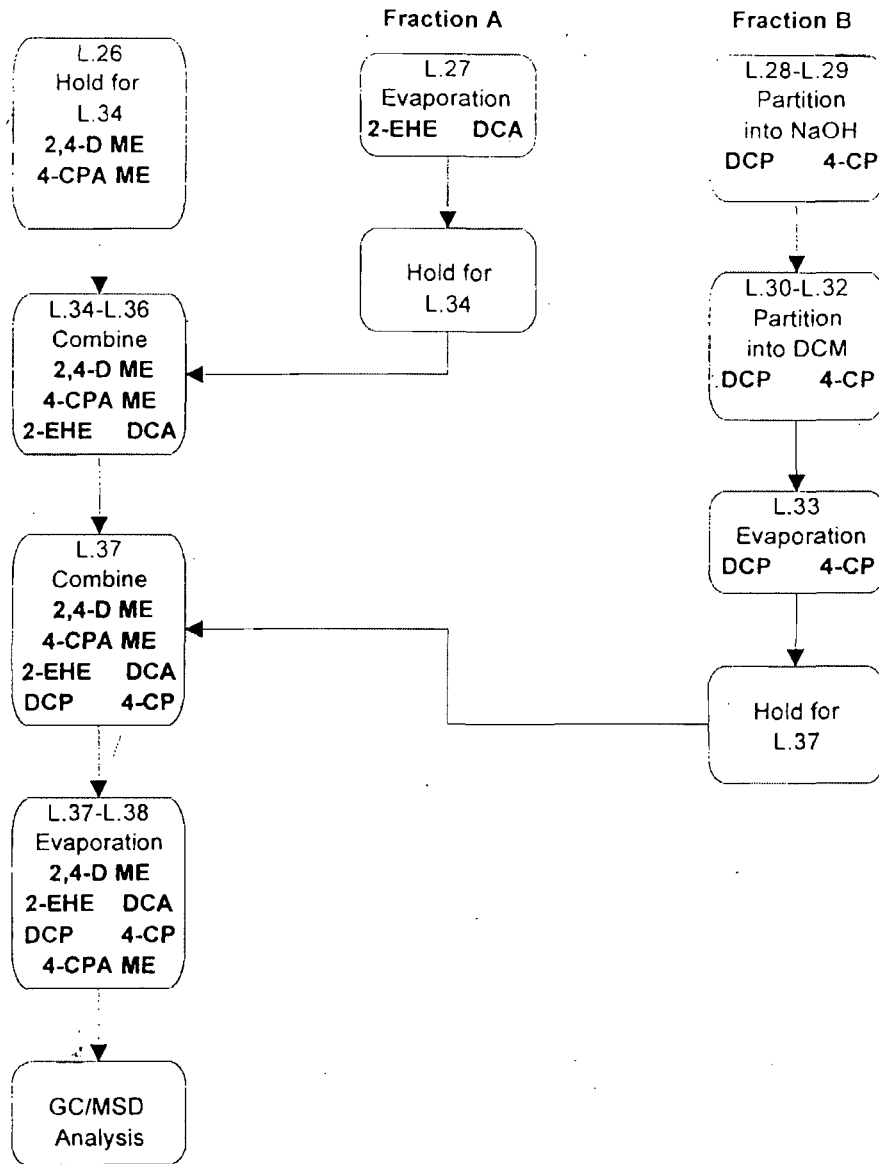 Fraction A
Fraction B
L.26
Hold for
L.34
2,4-D ME
4-CPA ME
L.27
Evaporation
2-EHE DCA
L.28-L.29
Partition
into NaOH
DCP 4-CP
Hold for
L.34
L.30-L.32
Partition
into DCM
DCP 4-CP
L.34-L.36
Combine
2,4-D ME
4-CPA ME
2-EHE DCA
L.33
Evaporation
DCP 4-CP
L.37
Combine
2,4-D ME
4-CPA ME
2-EHE DCA
DCP 4-CP
Hold for
L.37
L.37-L.38
Evaporation
2,4-D ME
2-EHE DCA
DCP 4-CP
4-CPA ME
GC/MSD
Analysis